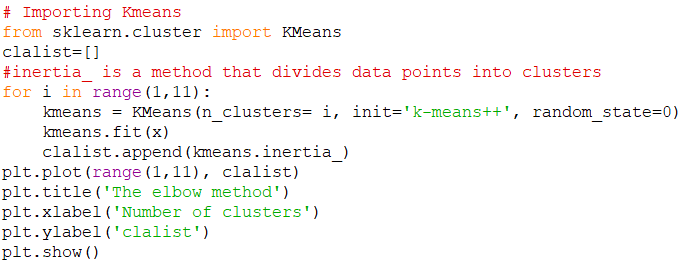 # Importing Kmeans
from sklearn.cluster import KMeans
clalist=[]
#inertia_ is a method that divides data points into clusters
for i in range(1,11):
    kmeans = KMeans(n_clusters= i, init='k-means++', random_state=0)
    kmeans.fit(x)
    clalist.append(kmeans.inertia_)
plt.plot(range(1,11), clalist)
plt.title('The elbow method')
plt.xlabel('Number of clusters')
plt.ylabel('clalist')
plt.show()